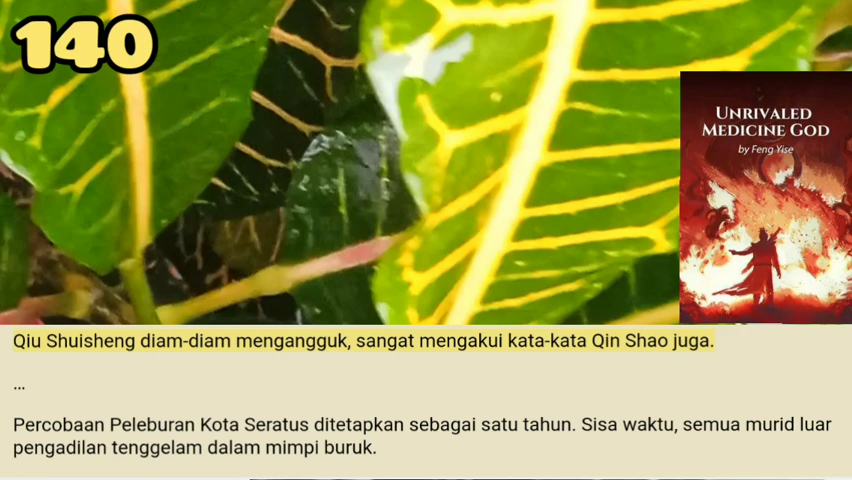 140
UNRIVALED
MEDICINE GOD
by Feng Yise
Qiu Shuisheng diam-diam mengangguk, sangat mengakui kata-kata Qin Shao juga.
...
Percobaan Peleburan Kota Seratus ditetapkan sebagai satu tahun. Sisa waktu, semua murid luar
pengadilan tenggelam dalam mimpi buruk.